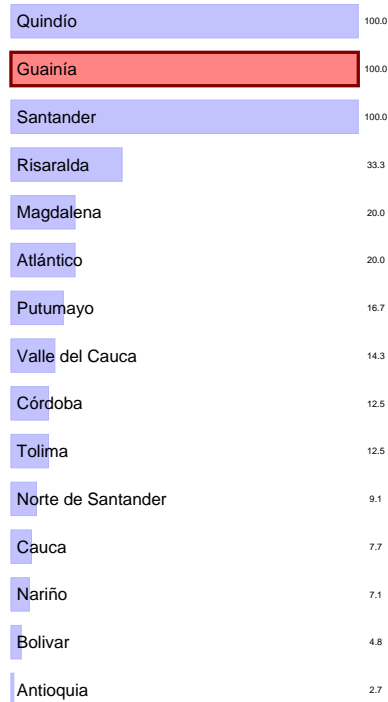 Quindío 100.0
Guainía 100.0
Santander 100.0
Risaralda 33.3
Magdalena 20.0
Atlántico 20.0
Putumayo 16.7
Valle del Cauca 14.3
Córdoba 12.5
Tolima 12.5
Norte de Santander 9.1
Cauca 7.7
Nariño 7.1
Bolivar 4.8
Antioquia 2.7